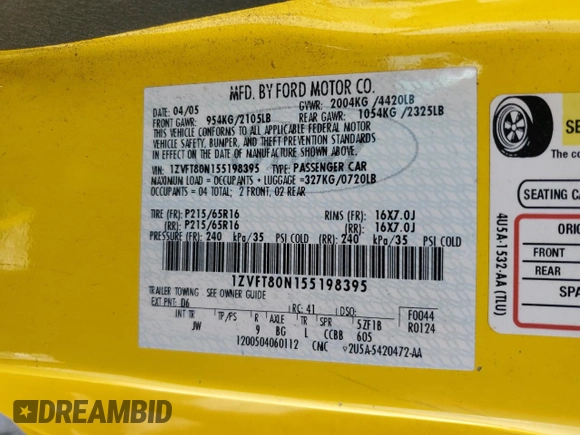 MFD. BY FORD MOTOR CO.
DATE: 04/05 GVWR: 2004KG /4420LB
FRONT GAWR: 954KG/2105LB REAR GAWR: 1054KG /2325LB
THIS VEHICLE CONFORMS TO ALL APPLICABLE FEDERAL MOTOR
VEHICLE SAFETY, BUMPER, AND THEFT PREVENTION STANDARDS
IN EFFECT ON THE DATE OF MANUFACTURE SHOWN ABOVE.
VIN: 1ZVFT80N155198395 TYPE: PASSENGER CAR
MAXIMUM LOAD = OCCUPANTS + LUGGAGE =327KG/0720LB
OCCUPANTS = 04 TOTAL: 2 FRONT, 02 REAR
TIRE (FR): P215/65R16 RIMS (FR): 16X7.0J
(RR): P215/65R16 (RR): 16X7.0J
PRESSURE (FR): 240 kPa/35 PSI COLD (RR): 240 kPa/35 PSI COLD
1ZVFT80N155198395
TRAILER TOWING - SEE OWNER GUIDE
EXT PNT: D6 RC: 41 DSO: F0044
INT TR TP/PS R AXLE TR SPR 5ZF1B R0124
JW 9 BG L CCBB 605
1200504060112 CNC 2U5A-5420472-AA
4U5A-1532-AA (TLU)
SEATING
FRONT
REAR
DREAMBID